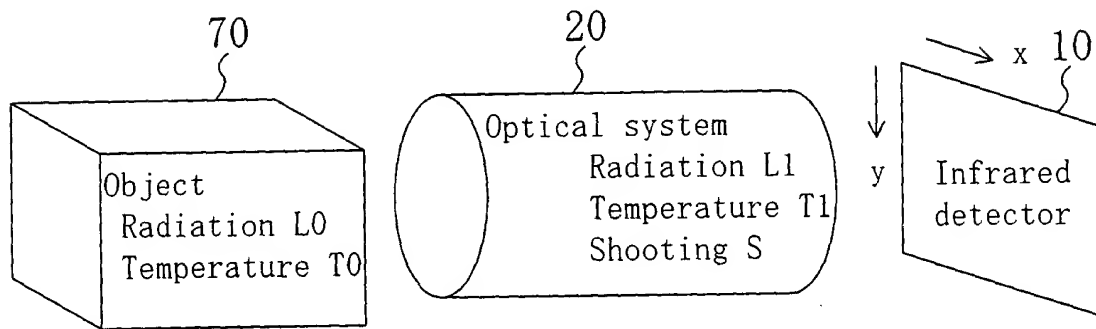 70
20
x 10
y
Object
Radiation L0
Temperature T0
Optical system
Radiation L1
Temperature T1
Shooting S
Infrared
detector